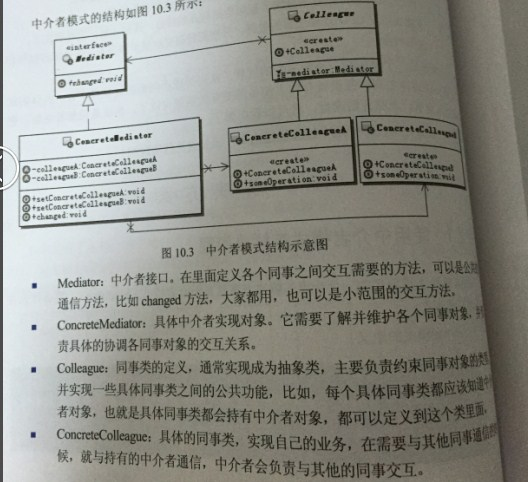 中介者模式的结构如图 10.3 所示：
«interface»
Mediator
+changed:void
Colleague
«create»
+Colleague
-mediator:Mediator
ConcreteMediator
-colleagueA:ConcreteColleagueA
-colleagueB:ConcreteColleagueB
+setConcreteColleagueA:void
+setConcreteColleagueB:void
+changed:void
ConcreteColleagueA
«create»
+ConcreteColleagueA
+someOperation:void
ConcreteColleagueB
«create»
+ConcreteColleagueB
+someOperation:void
图 10.3 中介者模式结构示意图
Mediator：中介者接口。在里面定义各个同事之间交互需要的方法，可以是公共的
通信方法，比如 changed 方法，大家都用，也可以是小范围的交互方法，
ConcreteMediator：具体中介者实现对象。它需要了解并维护各个同事对象，并
责具体的协调各同事对象的交互关系。
Colleague：同事类的定义，通常实现成为抽象类，主要负责约束同事对象的类型，
并实现一些具体同事类之间的公共功能，比如，每个具体同事类都应该知道中介
者对象，也就是具体同事类都会持有中介者对象，都可以定义到这个类里面，
ConcreteColleague：具体的同事类，实现自己的业务，在需要与其他同事通信的
候，就与持有的中介者通信，中介者会负责与其他的同事交互。